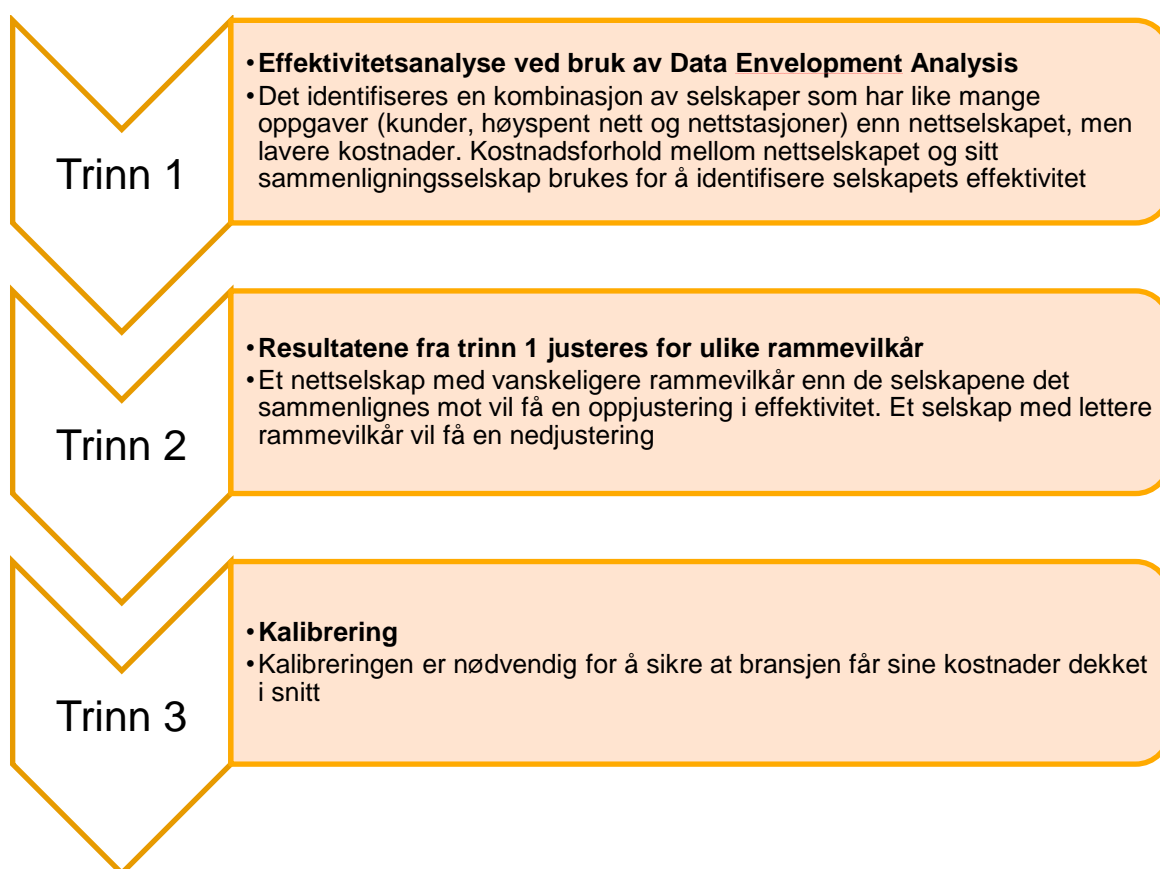 Trinn 1
•Effektivitetsanalyse ved bruk av Data Envelopment Analysis
•Det identifiseres en kombinasjon av selskaper som har like mange
oppgaver (kunder, høyspent nett og nettstasjoner) enn nettselskapet, men
lavere kostnader. Kostnadsforhold mellom nettselskapet og sitt
sammenligningsselskap brukes for å identifisere selskapets effektivitet
Trinn 2
•Resultatene fra trinn 1 justeres for ulike rammevilkår
•Et nettselskap med vanskeligere rammevilkår enn de selskapene det
sammenlignes mot vil få en oppjustering i effektivitet. Et selskap med lettere
rammevilkår vil få en nedjustering
Trinn 3
•Kalibrering
•Kalibreringen er nødvendig for å sikre at bransjen får sine kostnader dekket
i snitt